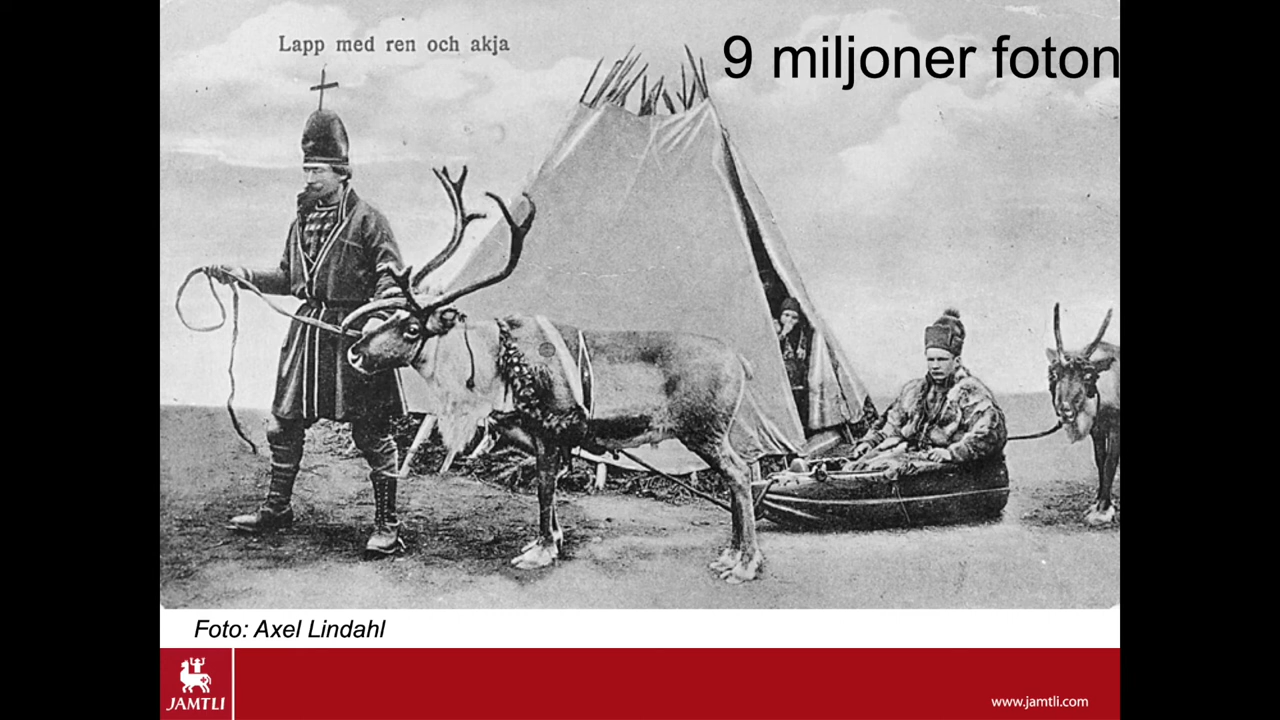 Lapp med ren och akja
9 miljoner foton
Foto: Axel Lindahl
JAMTLI
www.jamtli.com